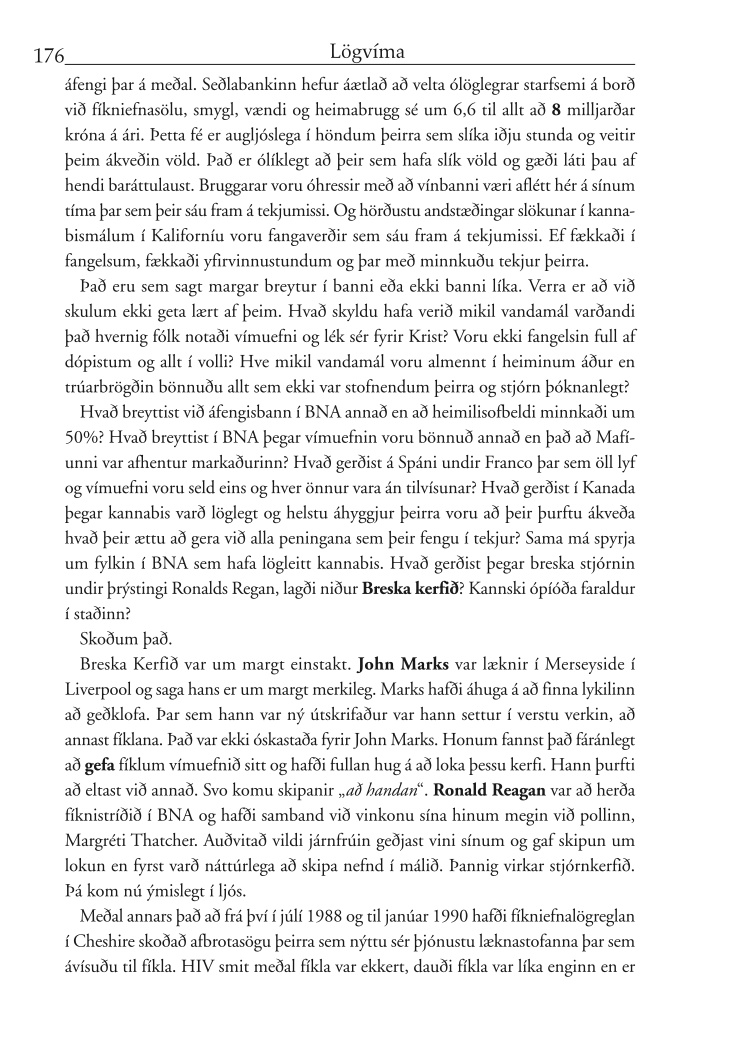 176
Lögvíma
áfengi þar á meðal. Seðlabankinn hefur áætlað að velta ólöglegrar starfsemi á borð
við fíkniefnasölu, smygl, vændi og heimabrugg sé um 6,6 til allt að 8 milljarðar
króna á ári. Þetta fé er augljóslega í höndum þeirra sem slíka iðju stunda og veitir
þeim ákveðin völd. Það er ólíklegt að þeir sem hafa slík völd og gæði láti þau af
hendi baráttulaust. Bruggarar voru óhressir með að vínbanni væri aflétt hér á sínum
tíma þar sem þeir sáu fram á tekjumissi. Og hörðustu andstæðingar slökunar í kanna-
bismálum í Kaliforníu voru fangaverðir sem sáu fram á tekjumissi. Ef fækkaði í
fangelsum, fækkaði yfirvinnustundum og þar með minnkuðu tekjur þeirra.
Það eru sem sagt margar breytur í banni eða ekki banni líka. Verra er að við
skulum ekki geta lært af þeim. Hvað skyldu hafa verið mikil vandamál varðandi
það hvernig fólk notaði vímuefni og lék sér fyrir Krist? Voru ekki fangelsin full af
dópistum og allt í volli? Hve mikil vandamál voru almennt í heiminum áður en
trúarbrögðin bönnuðu allt sem ekki var stofnendum þeirra og stjórn þóknanlegt?
Hvað breyttist við áfengisbann í BNA annað en að heimilisofbeldi minnkaði um
50%? Hvað breyttist í BNA þegar vímuefnin voru bönnuð annað en það að Mafí-
unni var afhentur markaðurinn? Hvað gerðist á Spáni undir Franco þar sem öll lyf
og vímuefni voru seld eins og hver önnur vara án tilvísunar? Hvað gerðist í Kanada
þegar kannabis varð löglegt og helstu áhyggjur þeirra voru að þeir þurftu ákveða
hvað þeir ættu að gera við alla peningana sem þeir fengu í tekjur? Sama má spyrja
um fylkin í BNA sem hafa lögleitt kannabis. Hvað gerðist þegar breska stjórnin
undir þrýstingi Ronalds Regan, lagði niður Breska kerfið? Kannski ópíóða faraldur
í staðinn?
Skoðum það.
Breska Kerfið var um margt einstakt. John Marks var læknir í Merseyside í
Liverpool og saga hans er um margt merkileg. Marks hafði áhuga á að finna lykilinn
að geðklofa. Þar sem hann var ný útskrifaður var hann settur í verstu verkin, að
annast fíklana. Það var ekki óskastaða fyrir John Marks. Honum fannst það fáránlegt
að gefa fíklum vímuefnið sitt og hafði fullan hug á að loka þessu kerfi. Hann þurfti
að eltast við annað. Svo komu skipanir „að handan“. Ronald Reagan var að herða
fíknistríðið í BNA og hafði samband við vinkonu sína hinum megin við pollinn,
Margréti Thatcher. Auðvitað vildi járnfrúin geðjast vini sínum og gaf skipun um
lokun en fyrst varð náttúrlega að skipa nefnd í málið. Þannig virkar stjórnkerfið.
Þá kom nú ýmislegt í ljós.
Meðal annars það að frá því í júlí 1988 og til janúar 1990 hafði fíkniefnalögreglan
í Cheshire skoðað afbrotasögu þeirra sem nýttu sér þjónustu læknastofanna þar sem
ávísuðu til fíkla. HIV smit meðal fíkla var ekkert, dauði fíkla var líka enginn en er